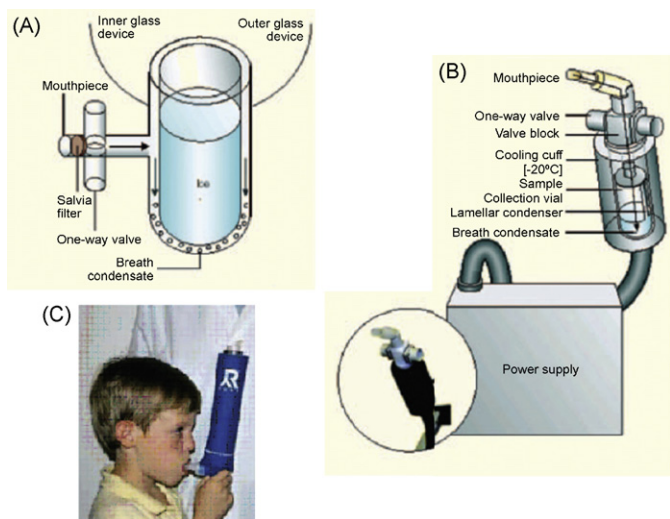 (A)
Inner glass
device
Outer glass
device
Mouthpiece
Ice
Salvia
filter
One-way valve
Breath
condensate
(B)
Mouthpiece
One-way valve
Valve block
Cooling cuff
[-20ºC]
Sample
Collection vial
Lamellar condenser
Breath condensate
Power supply
(C)
R